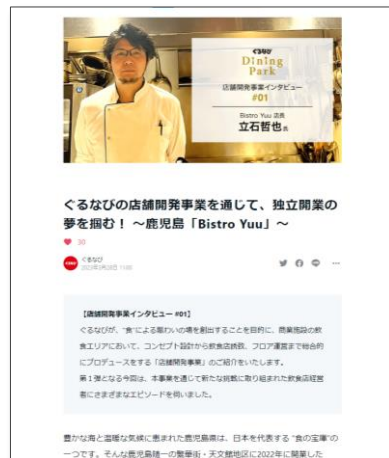 ぐるなび
Dining
Park
店舗開発事業インタビュー
#01
Bistro Yuu 店長
立石哲也氏
ぐるなびの店舗開発事業を通じて、独立開業の
夢を掴む! ～鹿児島「Bistro Yuu」～
30
ぐるなび
【店舗開発事業インタビュー #01】
ぐるなびが、"食"による賑わいの場を創出することを目的に、商業施設の飲
食エリアにおいて、コンセプト設計から飲食店誘致、フロア運営まで総合的
にプロデュースをする「店舗開発事業」のご紹介をいたします。
第1弾となる今回は、本事業を通じて新たな挑戦に取り組まれた飲食店経営
者にさまざまなエピソードを伺いました。
豊かな海と温暖な気候に恵まれた鹿児島県は、日本を代表する"食の宝庫"の
一つです。そんな鹿児島随一の繁華街・天文館地区に2022年に開業した